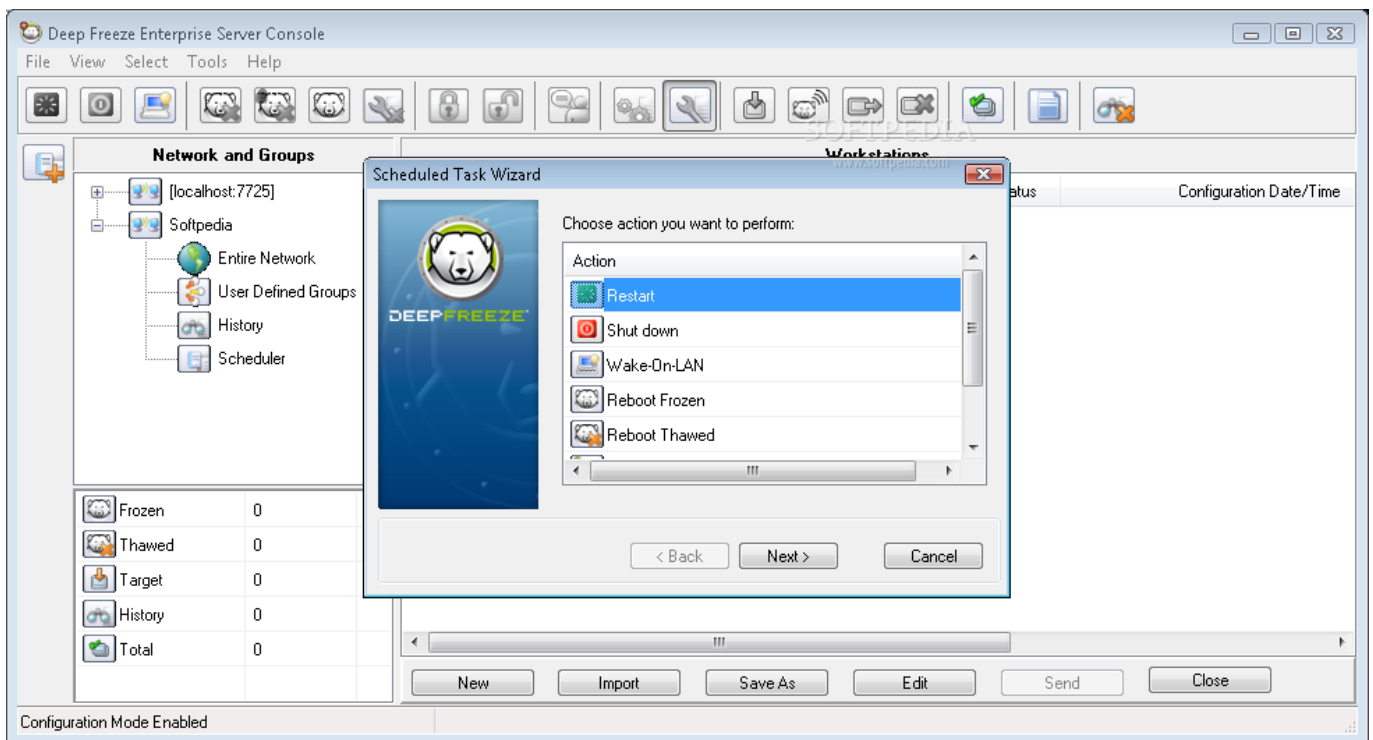 Deep Freeze Enterprise Server Console
File View Select Tools Help
SOFTPEDIA
www.softpedia.com
Network and Groups
Workstations
[localhost:7725]
Softpedia
Entire Network
User Defined Groups
History
Scheduler
atus
Configuration Date/Time
Scheduled Task Wizard
DEEPFREEZE
Choose action you want to perform:
Action
Restart
Shut down
Wake-On-LAN
Reboot Frozen
Reboot Thawed
< Back Next > Cancel
Frozen 0
Thawed 0
Target 0
History 0
Total 0
New Import Save As Edit Send Close
Configuration Mode Enabled